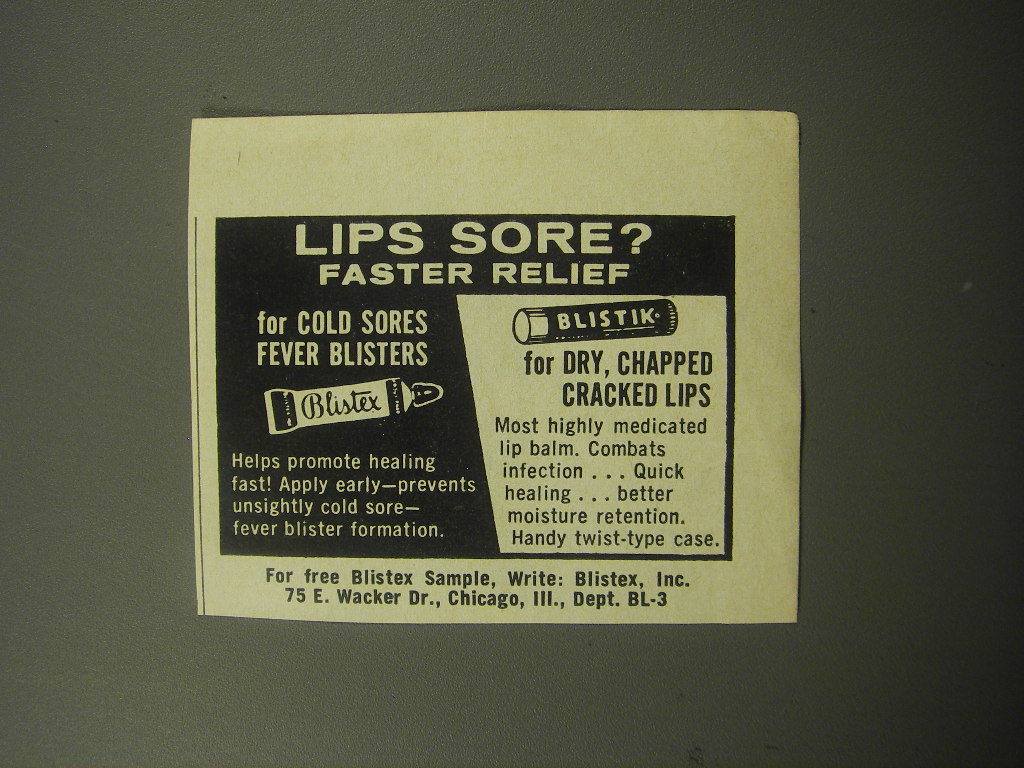 LIPS SORE?
FASTER RELIEF
for COLD SORES
FEVER BLISTERS
Blistex
Helps promote healing
fast! Apply early—prevents
unsightly cold sore—
fever blister formation.
BLISTIK
for DRY, CHAPPED
CRACKED LIPS
Most highly medicated
lip balm. Combats
infection . . . Quick
healing . . . better
moisture retention.
Handy twist-type case.
For free Blistex Sample, Write: Blistex, Inc.
75 E. Wacker Dr., Chicago, Ill., Dept. BL-3